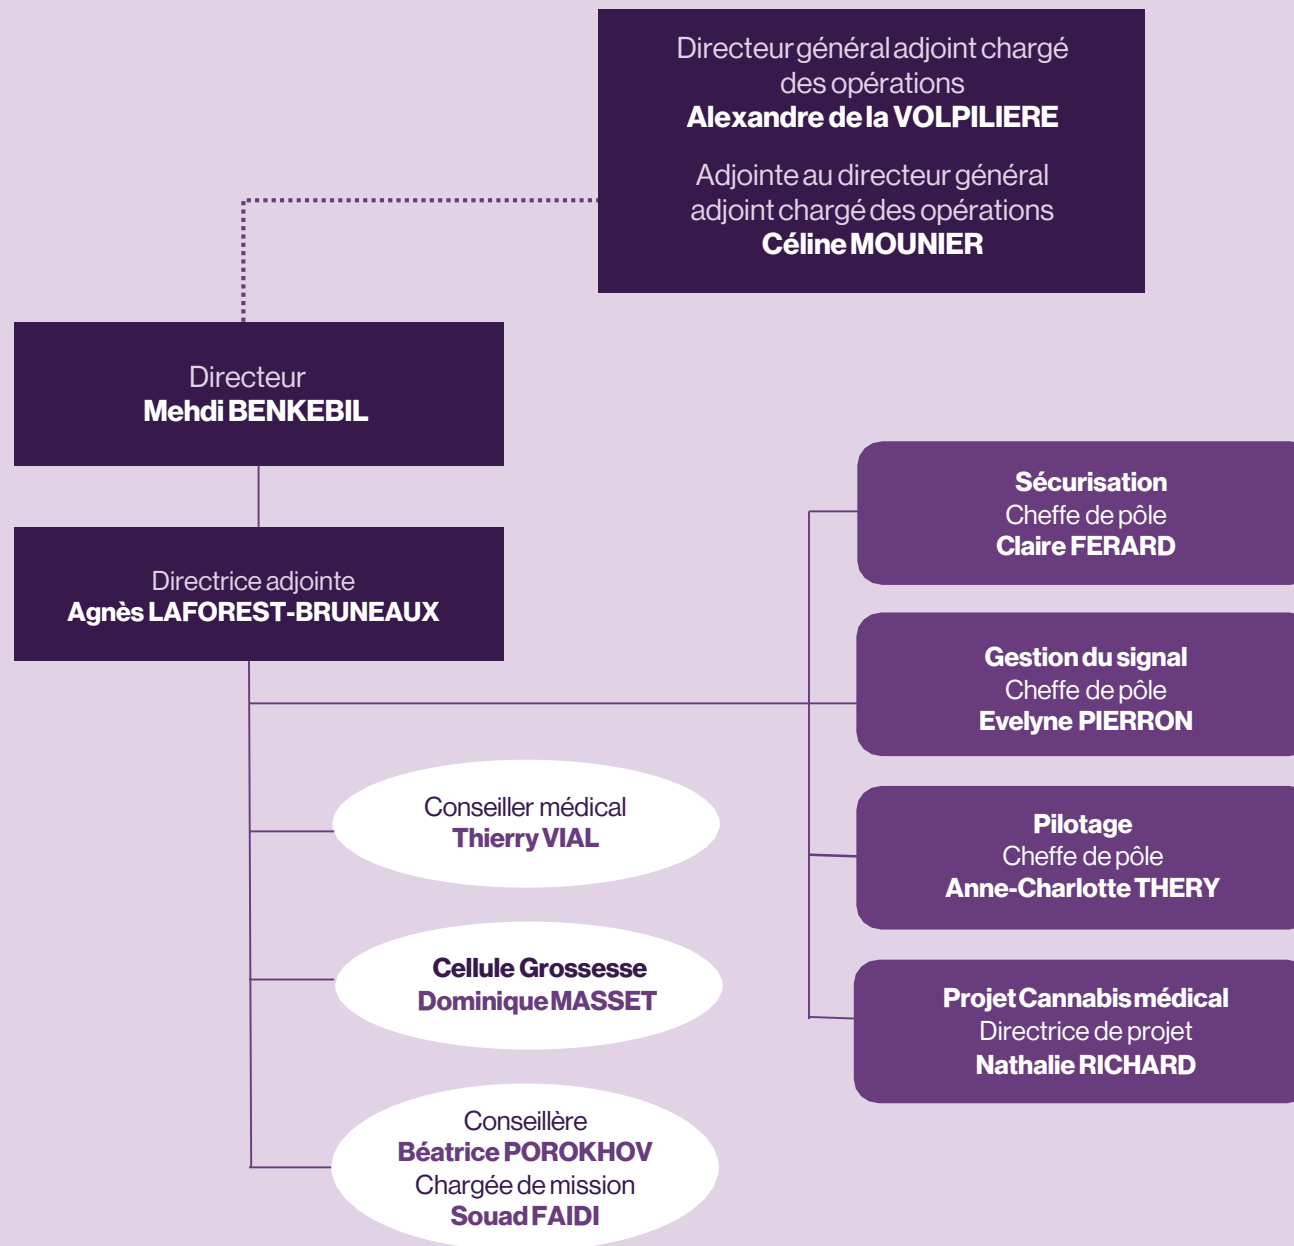 Directeur général adjoint chargé
des opérations
Alexandre de la VOLPILIERE
Adjointe au directeur général
adjoint chargé des opérations
Céline MOUNIER
Directeur
Mehdi BENKEBIL
Directrice adjointe
Agnès LAFOREST-BRUNEAUX
Sécurisation
Cheffe de pôle
Claire FERARD
Gestion du signal
Cheffe de pôle
Evelyne PIERRON
Pilotage
Cheffe de pôle
Anne-Charlotte THERY
Projet Cannabis médical
Directrice de projet
Nathalie RICHARD
Conseiller médical
Thierry VIAL
Cellule Grossesse
Dominique MASSET
Conseillère
Béatrice POROKHOV
Chargée de mission
Souad FAIDI